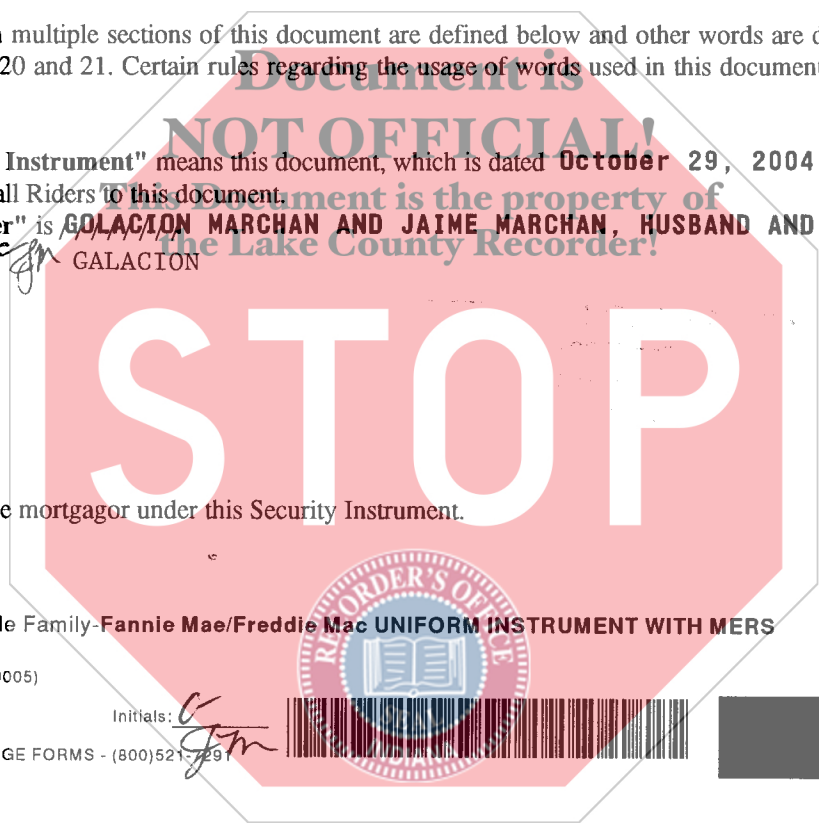 multiple sections of this document are defined below and other words are d
20 and 21. Certain rules regarding the usage of words used in this document
Document is
NOT OFFICIAL!
Instrument" means this document, which is dated October 29, 2004
all Riders to this document.
This Document is the property of
er" is GOLACION MARCHAN AND JAIME MARCHAN, HUSBAND AND
the Lake County Recorder!
GALACION
STOP
e mortgagor under this Security Instrument.
RECORDER'S OFFICE
le Family-Fannie Mae/Freddie Mac UNIFORM INSTRUMENT WITH MERS
005)
Initials:
SEAL
GE FORMS - (800)521-7291
INDIANA